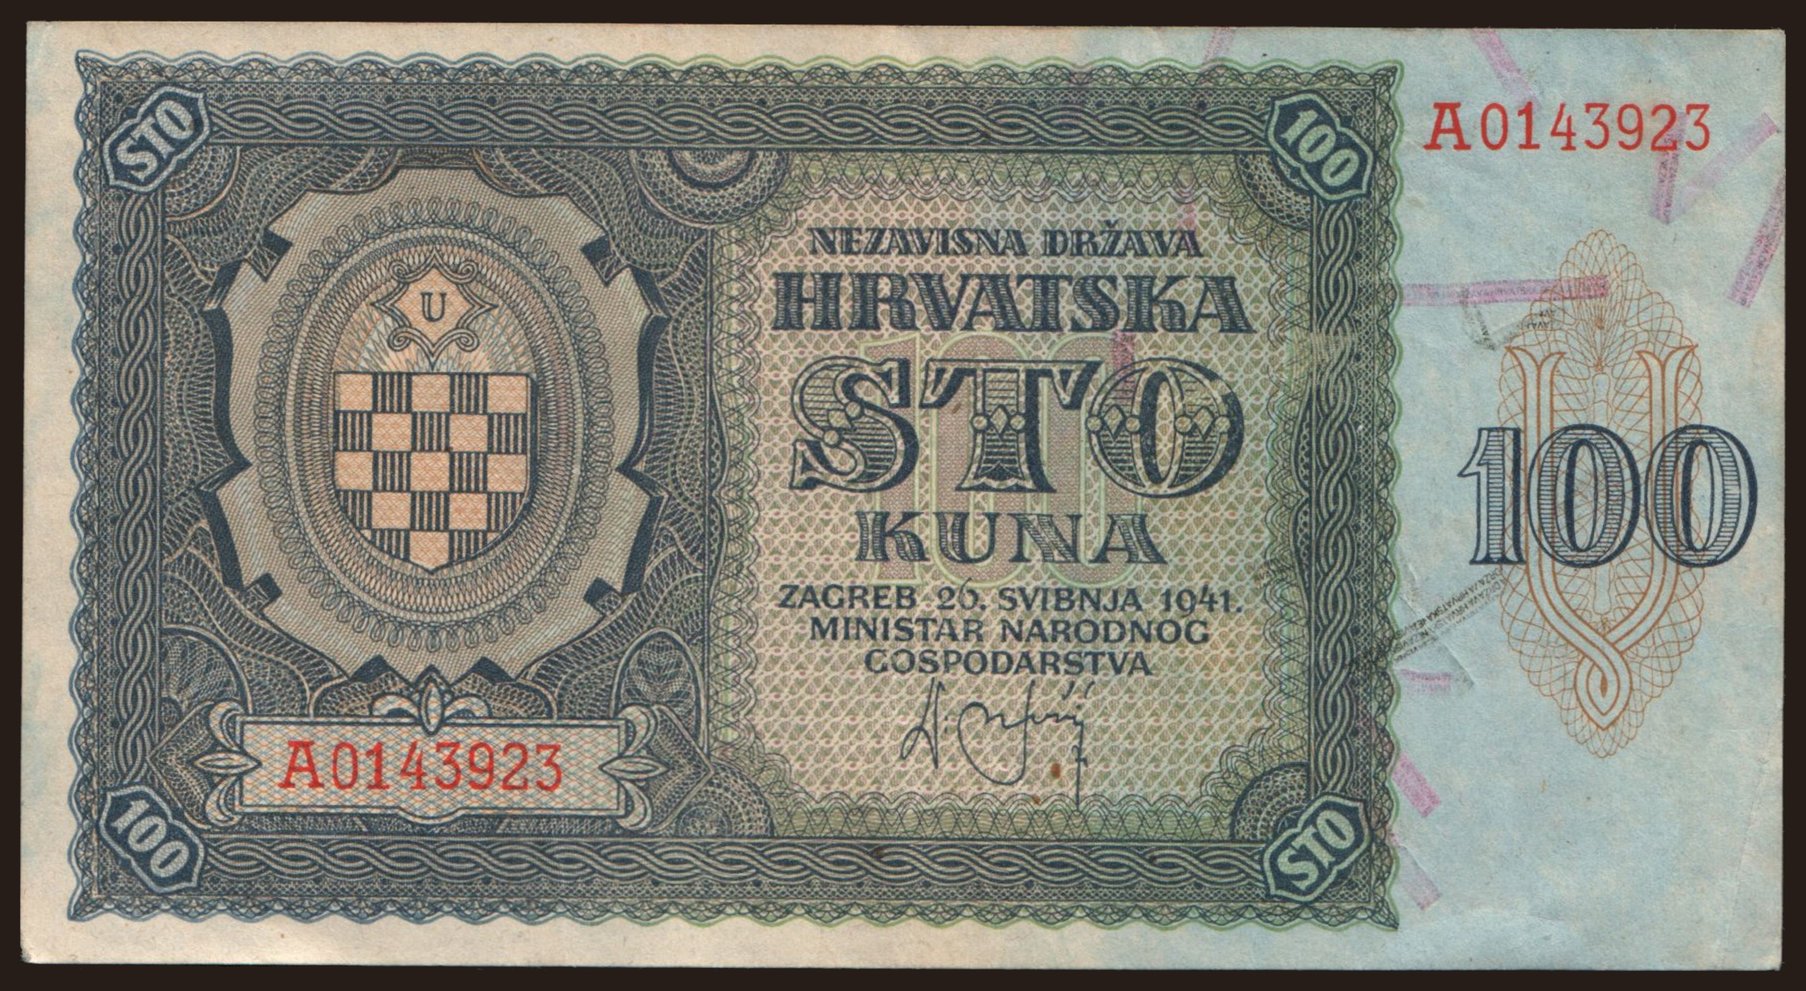 STO
100
A0143923
U
NEZAVISNA DRŽAVA
HRVATSKA
STO
100
KUNA
100
ZAGREB. 26. SVIBNJA 1941.
MINISTAR NARODNOG
GOSPODARSTVA
A0143923
100
STO